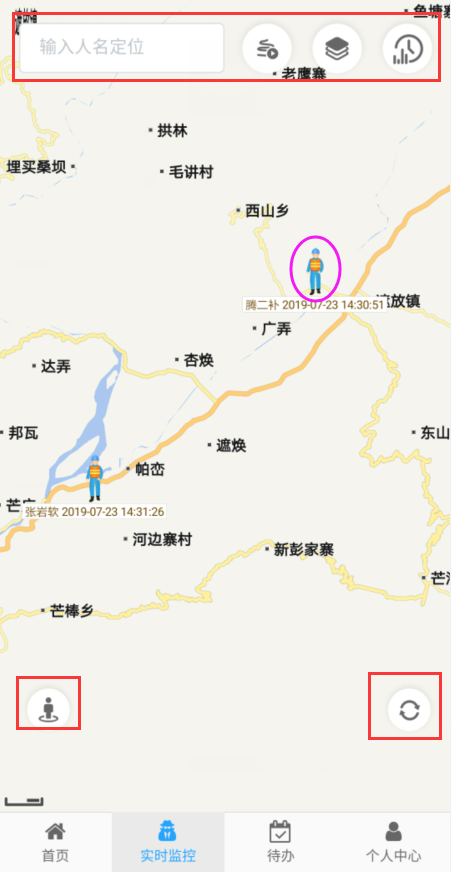 鱼塘寨
输入人名定位
老鹰寨
拱林
埋买桑坝
毛讲村
西山乡
腾二补 2019-07-23 14:30:51
放镇
广弄
杏焕
达弄
邦瓦
东山
遮焕
帕峦
张岩软 2019-07-23 14:31:26
河边寨村
新彭家寨
芒棒乡
首页
实时监控
待办
个人中心